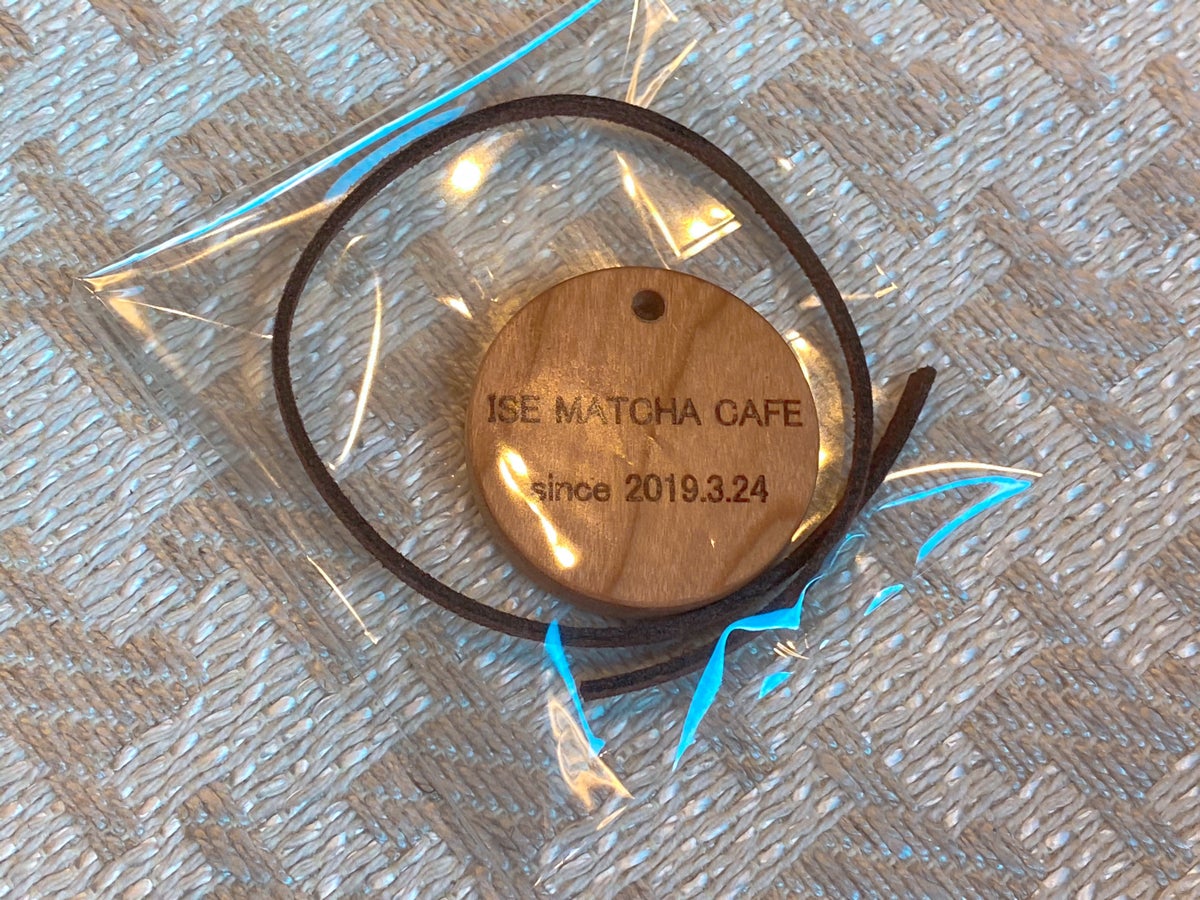 ISE MATCHA CAFE
since 2019.3.24